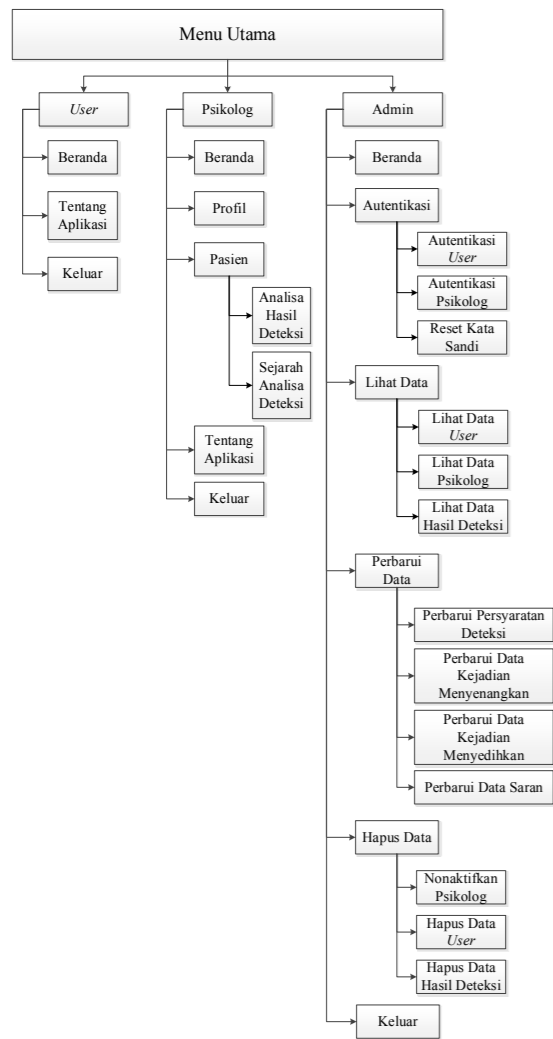 Menu Utama
User
Beranda
Tentang
Aplikasi
Keluar
Psikolog
Beranda
Profil
Pasien
Analisa
Hasil
Deteksi
Sejarah
Analisa
Deteksi
Tentang
Aplikasi
Keluar
Admin
Beranda
Autentikasi
Autentikasi
User
Autentikasi
Psikolog
Reset Kata
Sandi
Lihat Data
Lihat Data
User
Lihat Data
Psikolog
Lihat Data
Hasil Deteksi
Perbarui
Data
Perbarui Persyaratan
Deteksi
Perbarui Data
Kejadian
Menyenangkan
Perbarui Data
Kejadian
Menyedihkan
Perbarui Data Saran
Hapus Data
Nonaktifkan
Psikolog
Hapus Data
User
Hapus Data
Hasil Deteksi
Keluar